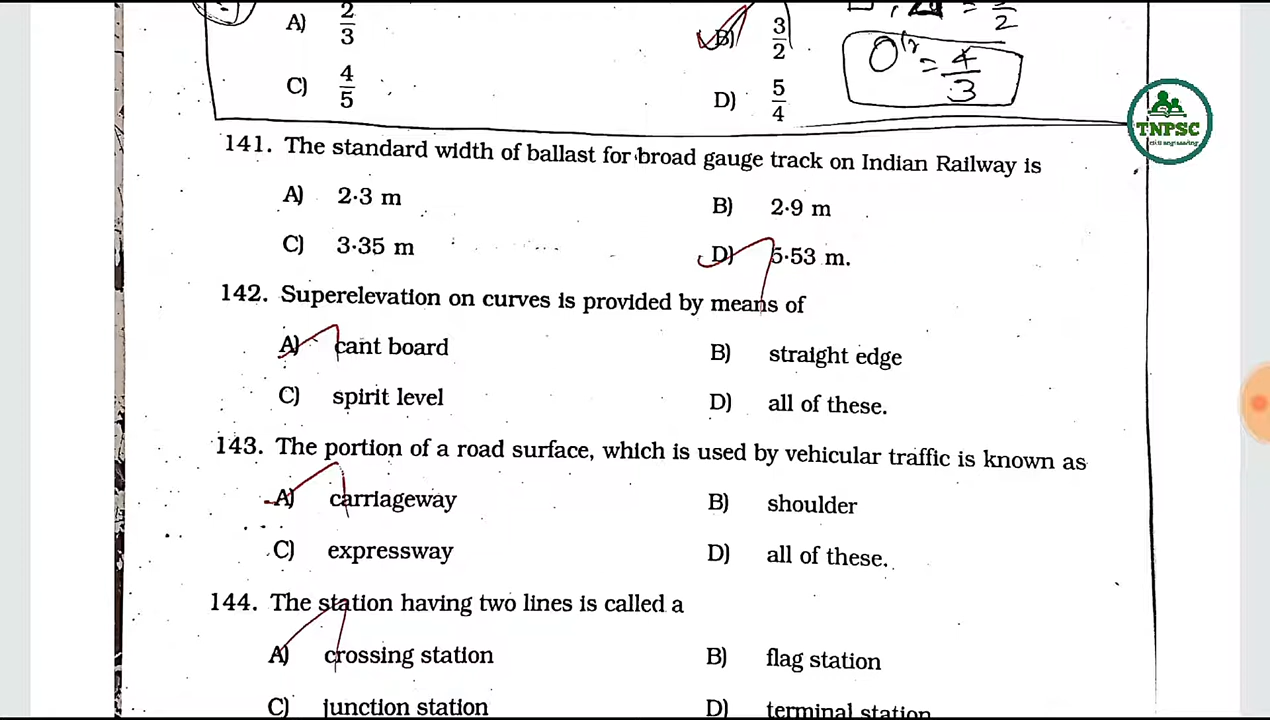 A) 2/3
B) 3/2
C) 4/5
D) 5/4
= 4/3
TNPSC
141. The standard width of ballast for broad gauge track on Indian Railway is
A) 2·3 m
B) 2·9 m
C) 3·35 m
D) 5·53 m.
142. Superelevation on curves is provided by means of
A) cant board
B) straight edge
C) spirit level
D) all of these.
143. The portion of a road surface, which is used by vehicular traffic is known as
A) carriageway
B) shoulder
C) expressway
D) all of these.
144. The station having two lines is called a
A) crossing station
B) flag station
C) junction station
D) terminal station